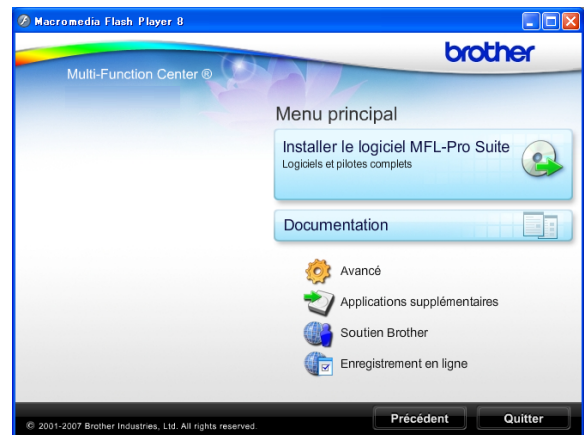 Macromedia Flash Player 8
brother
Multi-Function Center ®
Menu principal
Installer le logiciel MFL-Pro Suite
Logiciels et pilotes complets
Documentation
Avancé
Applications supplémentaires
Soutien Brother
Enregistrement en ligne
© 2001-2007 Brother Industries, Ltd. All rights reserved.
Précédent
Quitter